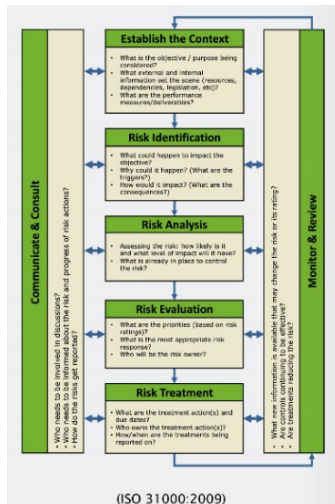 Establish the Context
• What is the objective / purpose being
considered?
• What external and internal
information set the scene (resources,
dependencies, legislation, etc)?
• What are the performance
measures/deliverables?
Risk Identification
• What could happen to impact the
objective?
• Why could it happen? (What are the
triggers?)
• How would it impact? (What are the
consequences?)
Risk Analysis
• Assessing the risk: how likely is it
and what level of impact will it have?
• What is already in place to control
the risk?
Risk Evaluation
• What are the priorities (based on risk
ratings)?
• What is the most appropriate risk
response?
• Who will be the risk owner?
Risk Treatment
• What are the treatment action(s) and
due dates?
• Who owns the treatment action(s)?
• How/when are the treatments being
reported on?
Communicate & Consult
• Who needs to be involved in discussions?
• Who needs to be informed about the risk and progress of risk actions?
• How do the risks get reported?
Monitor & Review
• What new information is available that may change the risk or its rating?
• Are controls continuing to be effective?
• Are treatments reducing the risk?
(ISO 31000:2009)